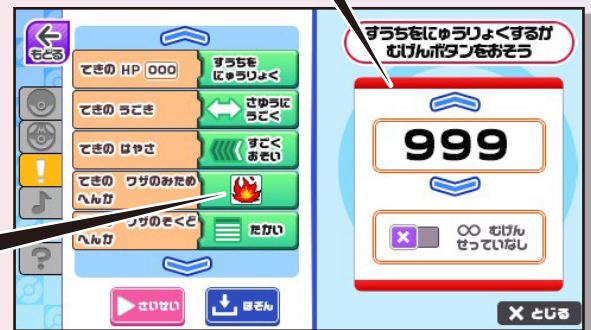 もどる
てきの HP 000
すうちを
にゅうりょく
てきの うごき
さゆうに
うごく
てきの はやさ
すごく
おそい
てきの ワザのみため
へんか
ワザのそくど
へんか
たかい
さいせい
ほぞん
すうちをにゅうりょくするか
むげんボタンをおそう
999
∞ むげん
せっていなし
× とじる